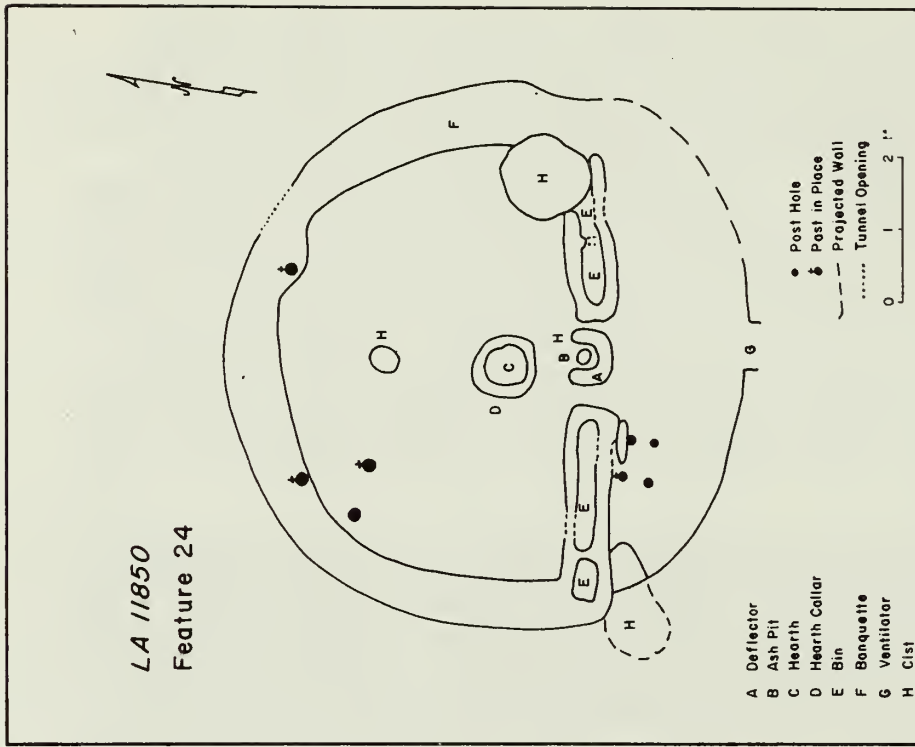 LA 11850
Feature 24
N
F
H
H
E
E
C
D
H
B
A
E
E
H
G
Post Hole
Post in Place
Projected Wall
Tunnel Opening
0 1 2
A Deflector
B Ash Pit
C Hearth
D Hearth Collar
E Bin
F Banquette
G Ventilator
H Cist